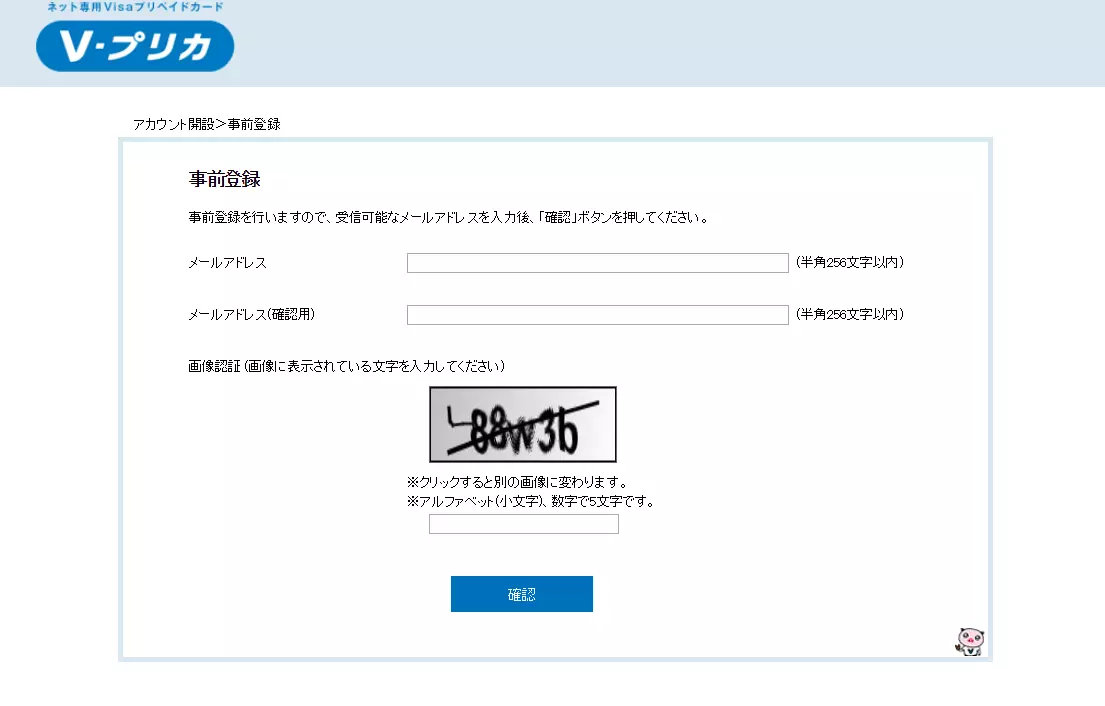 ネット専用Visaプリペイドカード
V-プリカ
アカウント開設＞事前登録
事前登録
事前登録を行いますので、受信可能なメールアドレスを入力後、「確認」ボタンを押してください。
メールアドレス
(半角256文字以内)
メールアドレス(確認用)
(半角256文字以内)
画像認証(画像に表示されている文字を入力してください)
※クリックすると別の画像に変わります。
※アルファベット(小文字)、数字で5文字です。
確認